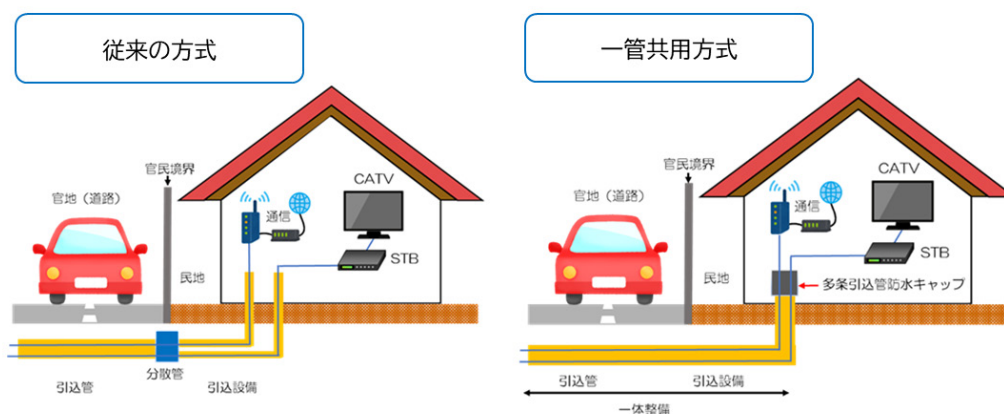 従来の方式
官民境界
官地（道路）
CATV
通信
STB
民地
分散管
引込管
引込設備
一管共用方式
官民境界
官地（道路）
CATV
通信
STB
民地
多条引込管防水キャップ
引込管
引込設備
一体整備